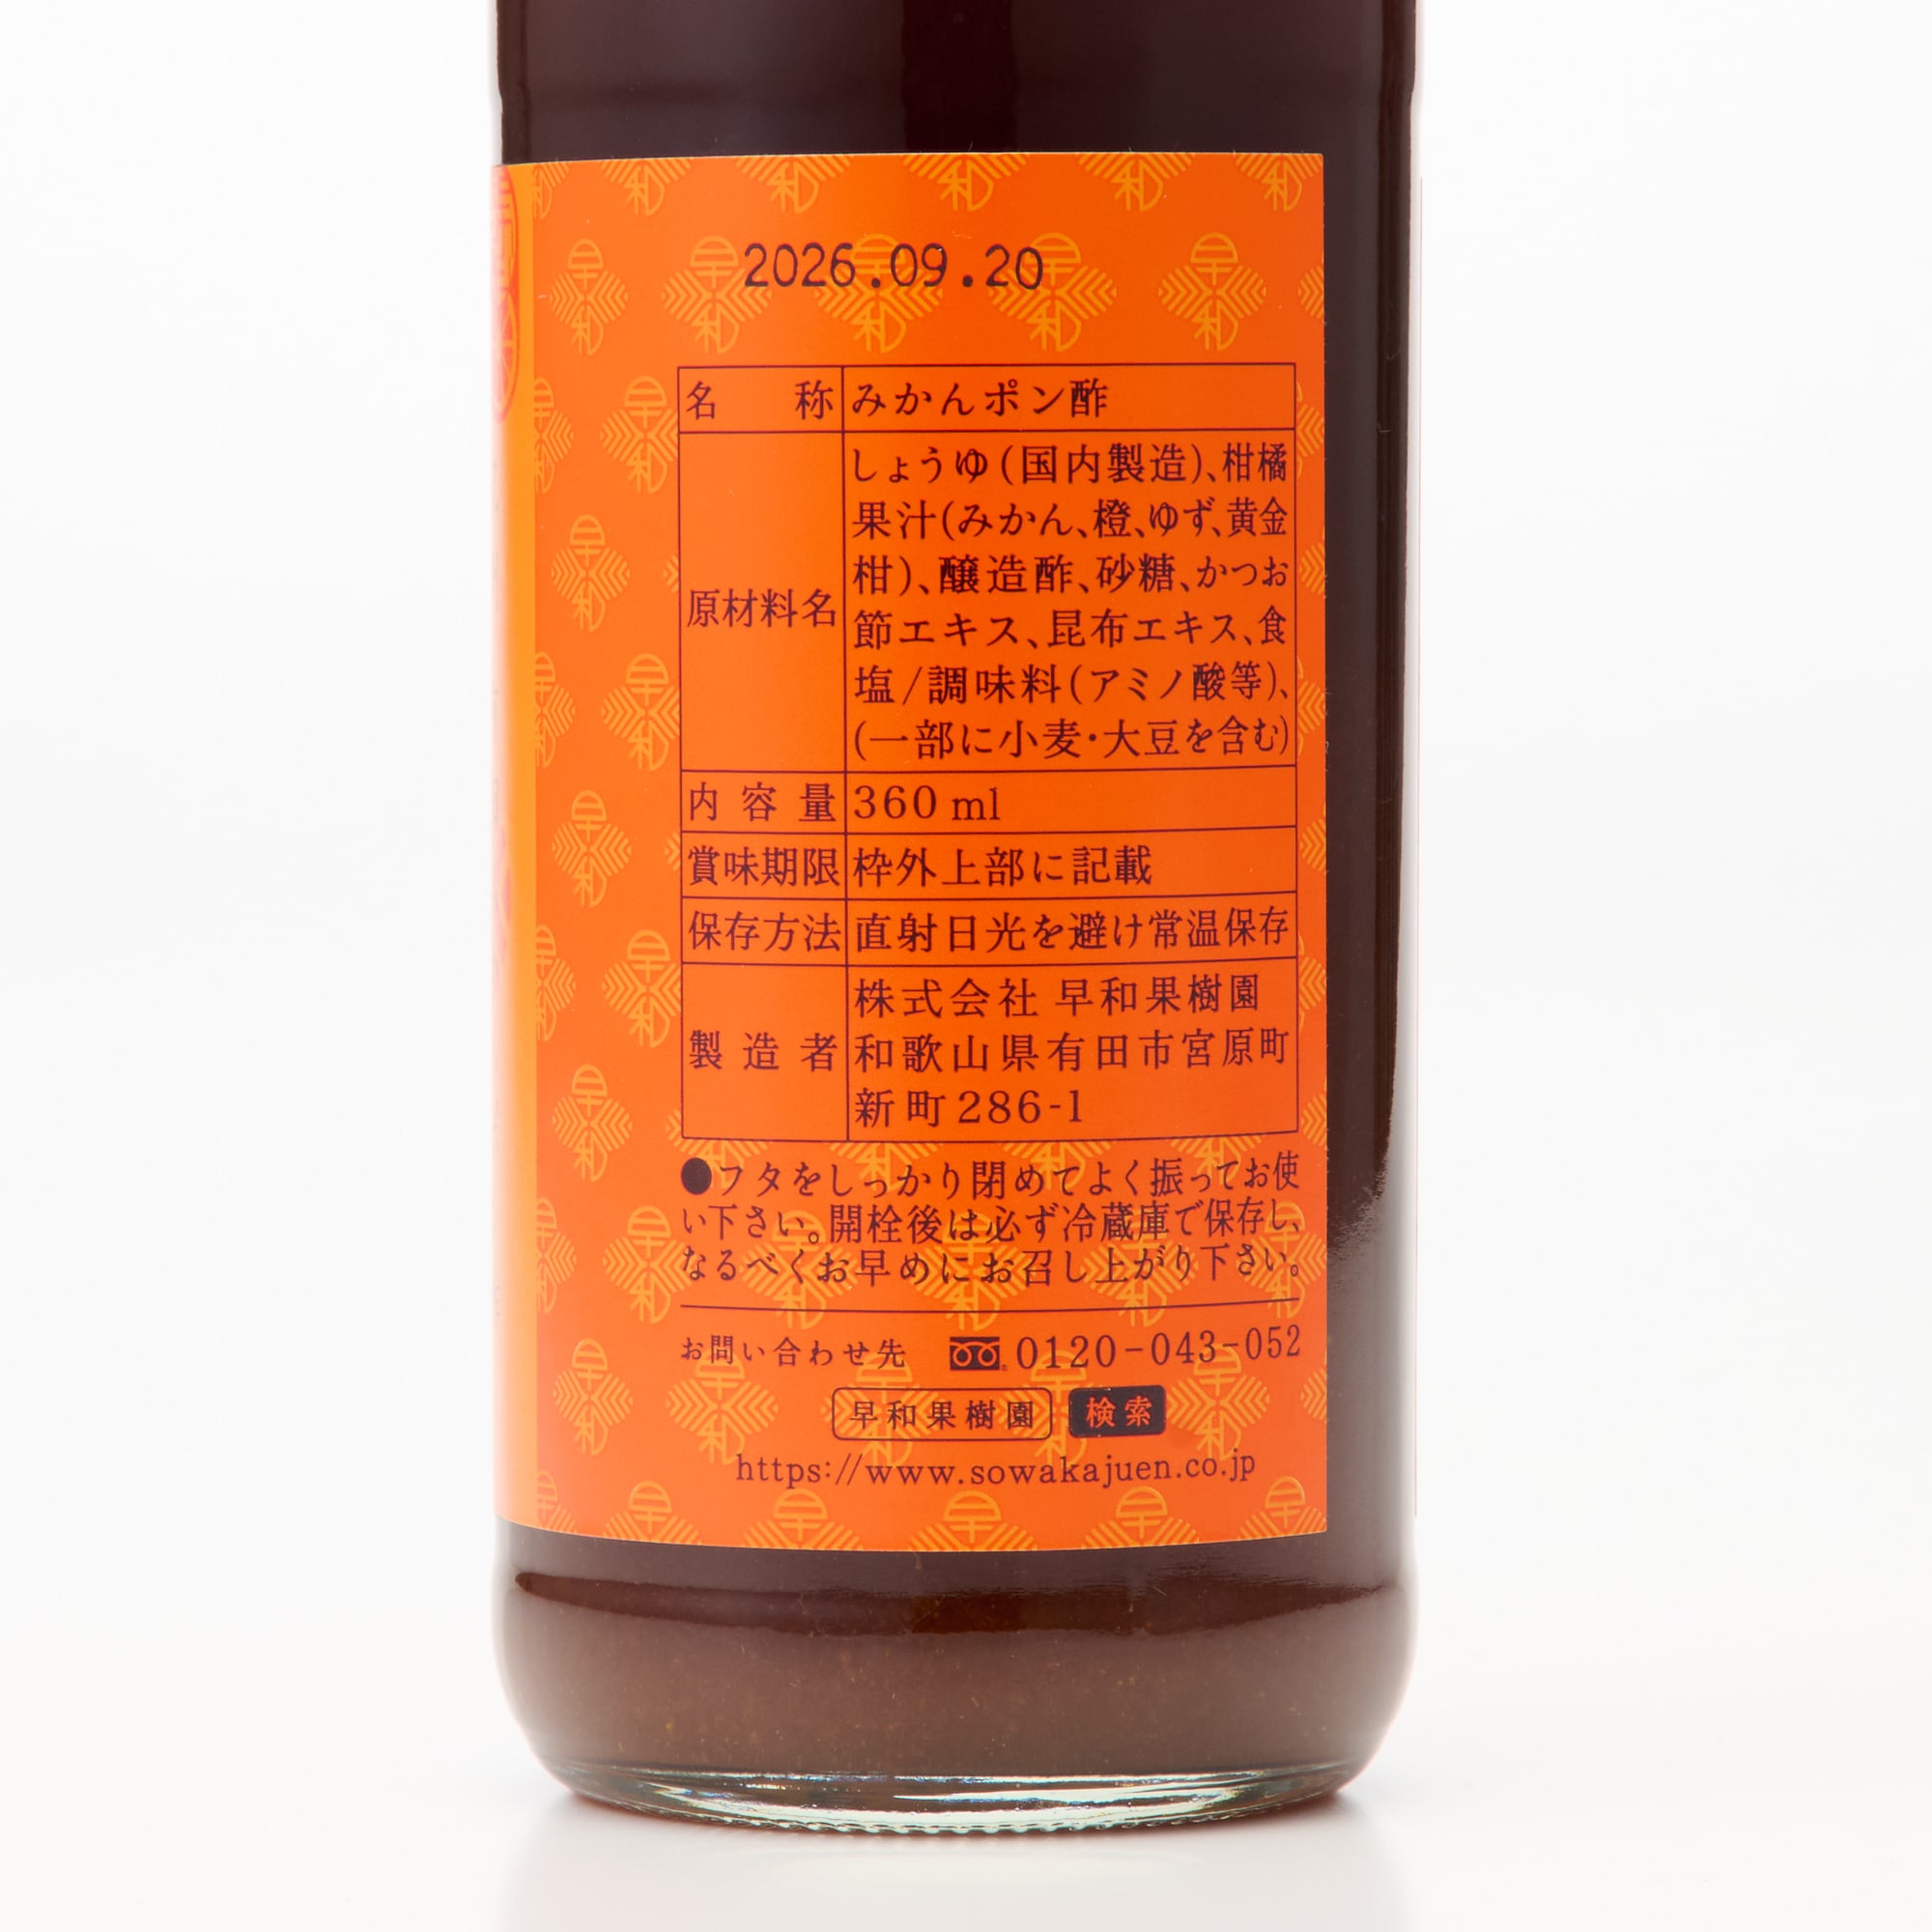 2026.09.20
名称 みかんポン酢
原材料名 しょうゆ(国内製造)、柑橘
果汁(みかん、橙、ゆず、黄金
柑)、醸造酢、砂糖、かつお
節エキス、昆布エキス、食
塩/調味料(アミノ酸等)、
(一部に小麦・大豆を含む)
内容量 360 ml
賞味期限 枠外上部に記載
保存方法 直射日光を避け常温保存
製造者 株式会社 早和果樹園
和歌山県有田市宮原町
新町286-1
●フタをしっかり閉めてよく振ってお使
い下さい。開栓後は必ず冷蔵庫で保存し、
なるべくお早めにお召し上がり下さい。
お問い合わせ先 0120-043-052
早和果樹園 検索
https://www.sowakajuen.co.jp